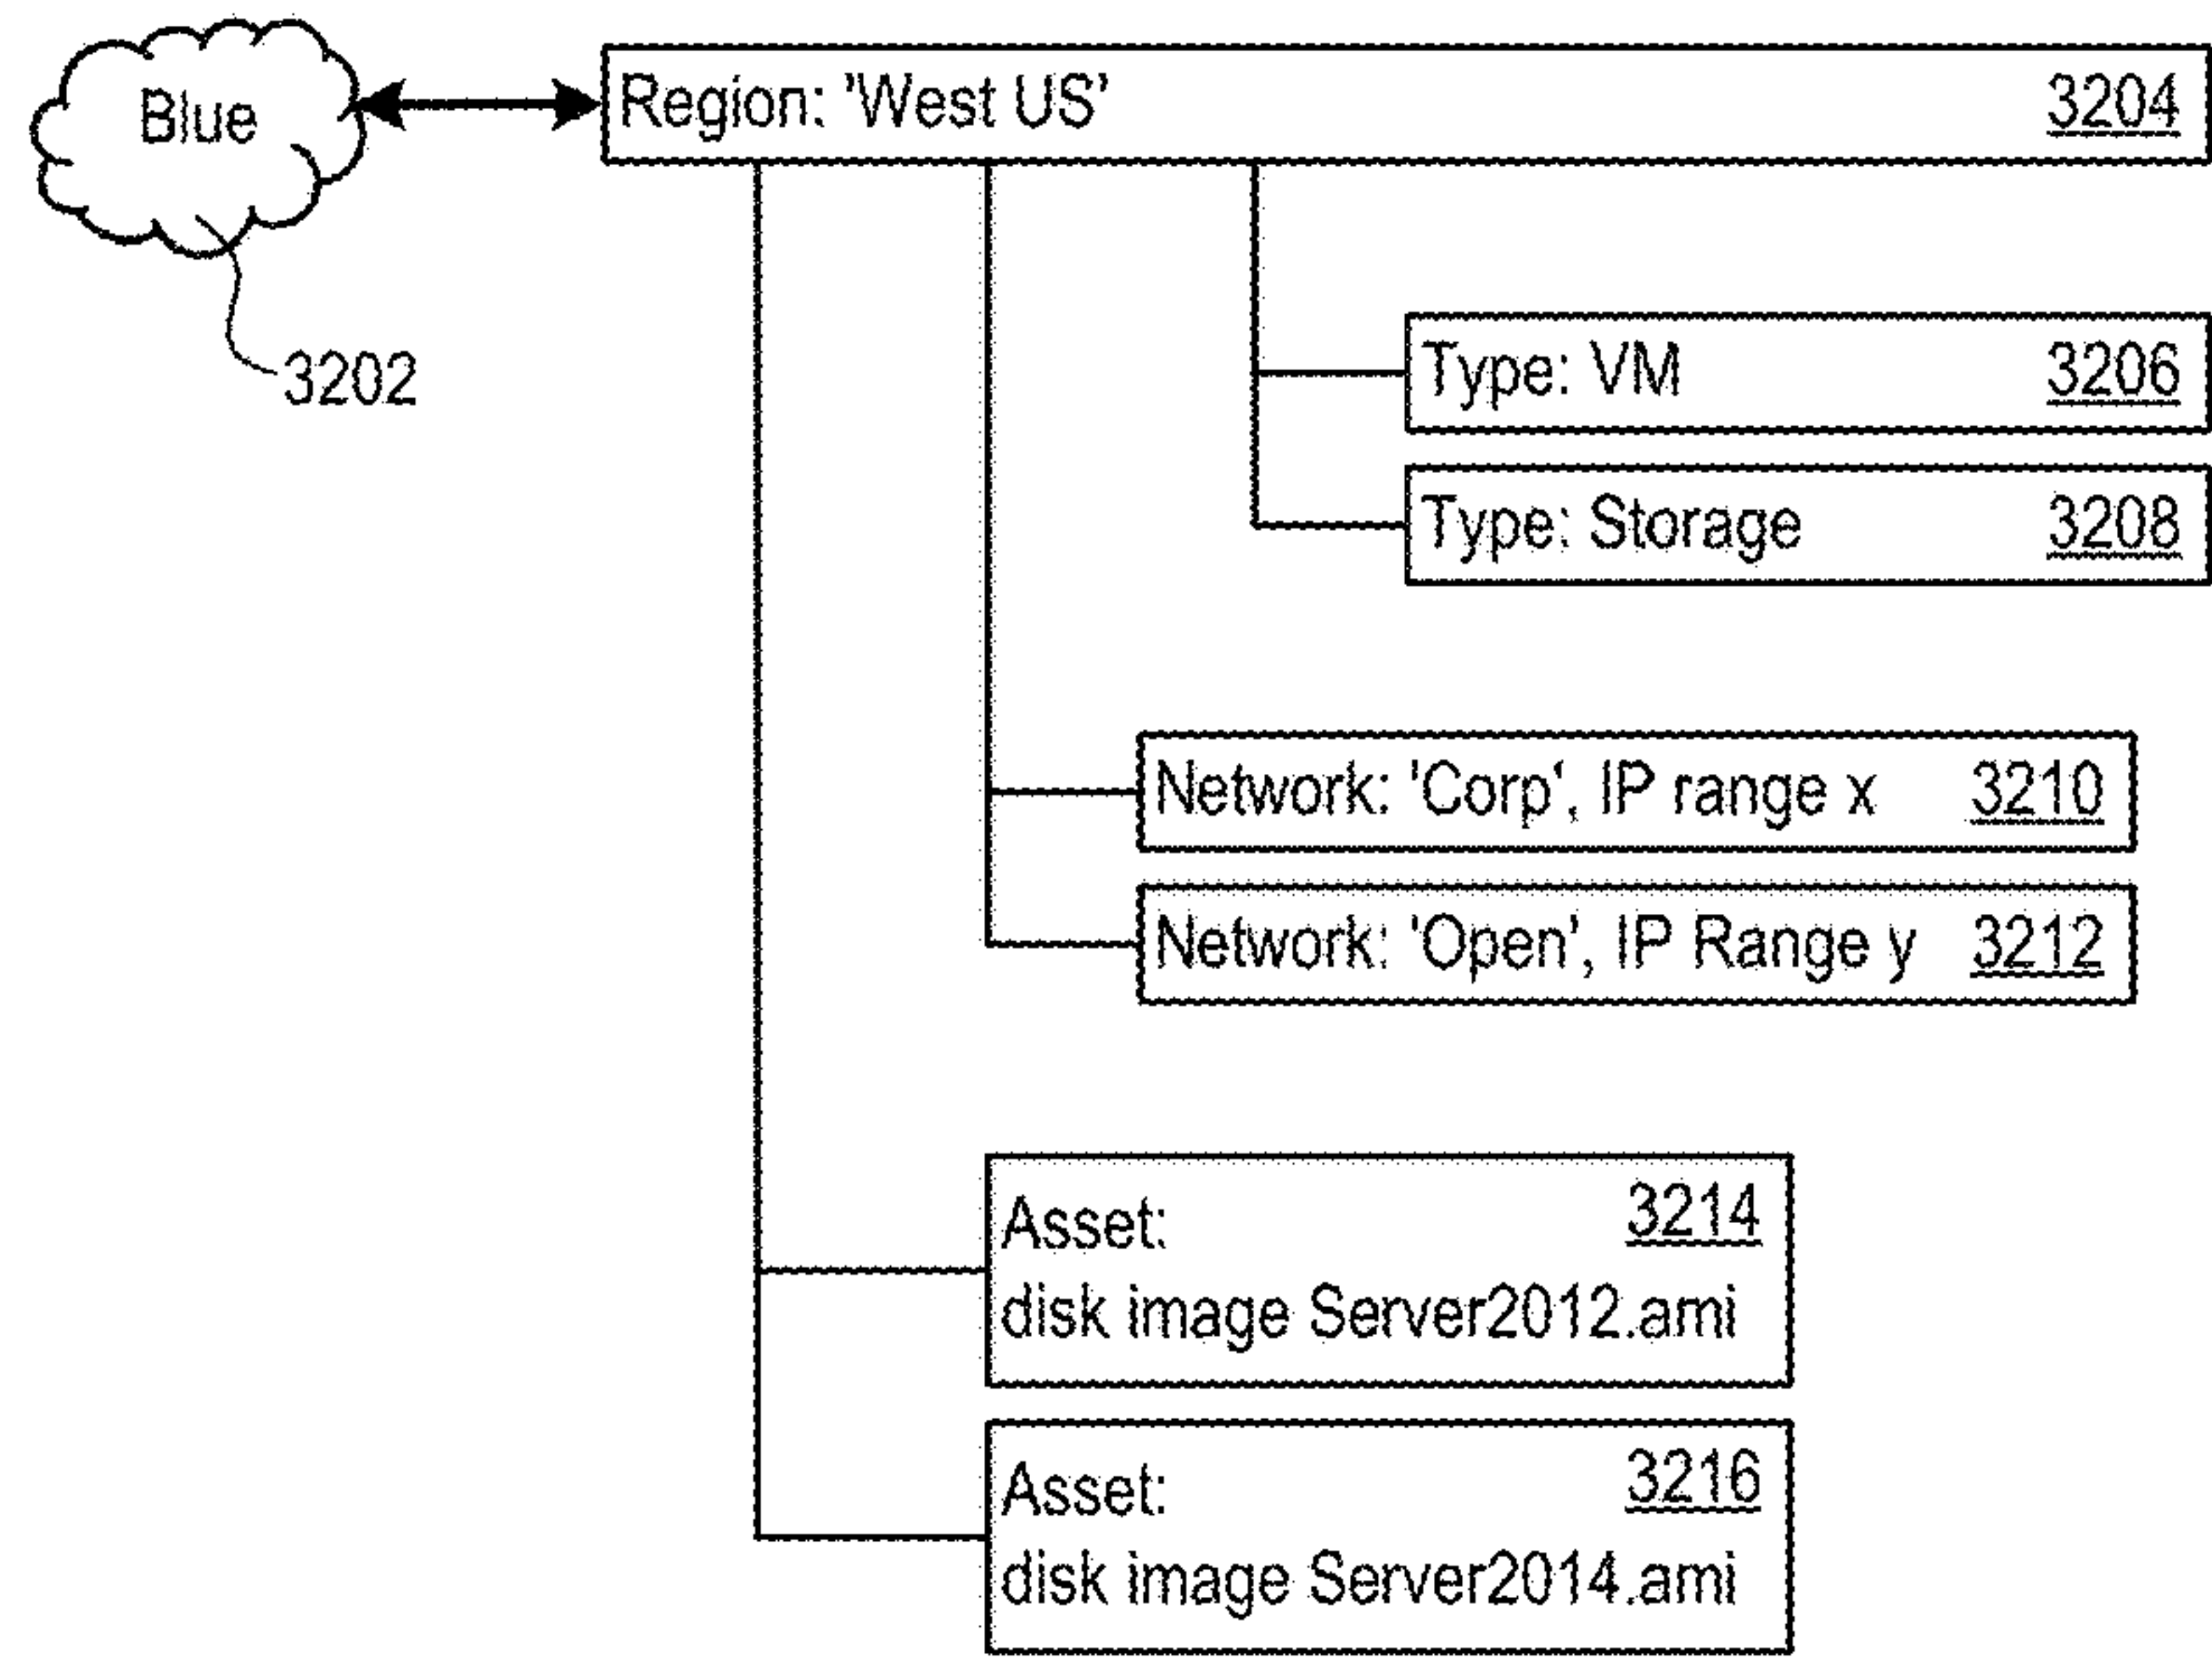 Blue
Region: 'West US' 3204
3202
Type: VM 3206
Type: Storage 3208
Network: 'Corp', IP range x 3210
Network: 'Open', IP Range y 3212
Asset: 3214
disk image Server2012.ami
Asset: 3216
disk image Server2014.ami